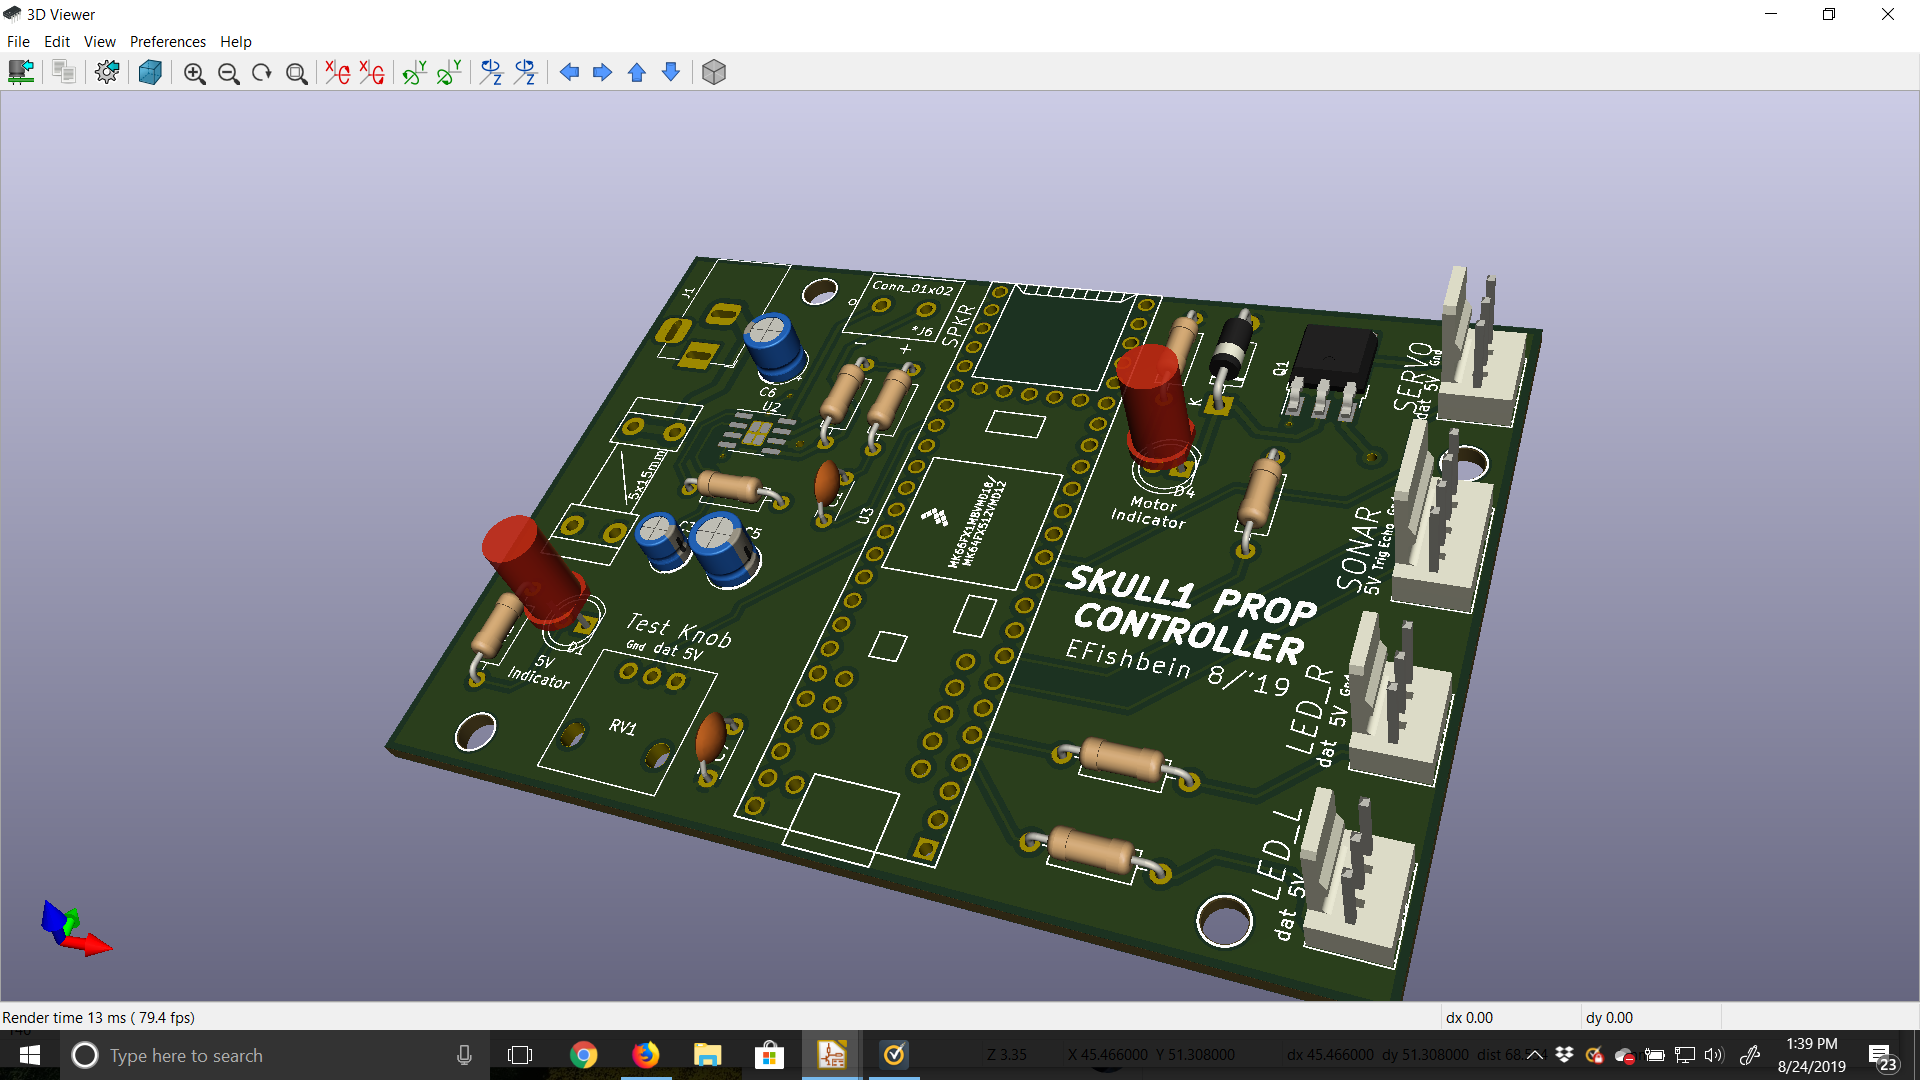 3D Viewer
File Edit View Preferences Help
J1
Conn_01x02
*J6
SPKR
- +
C6
U2
5x15mm
C5
U3
MK66FX1M0VMD18/
MK64FX512VMD12
Q1
K
D4
Motor
Indicator
SERVO
dat 5V Gnd
SONAR
5V Trig Echo
SKULL1 PROP
CONTROLLER
EFishbein 8/'19
LED_R
dat 5V Gnd
LED_L
dat 5V
D1
5V
Indicator
Test Knob
Gnd dat 5V
RV1
Render time 13 ms ( 79.4 fps)
dx 0.00
dy 0.00
Type here to search
Z 3.35
X 45.466000 Y 51.308000
dx 45.466000 dy 51.308000 dist
1:39 PM
8/24/2019
23